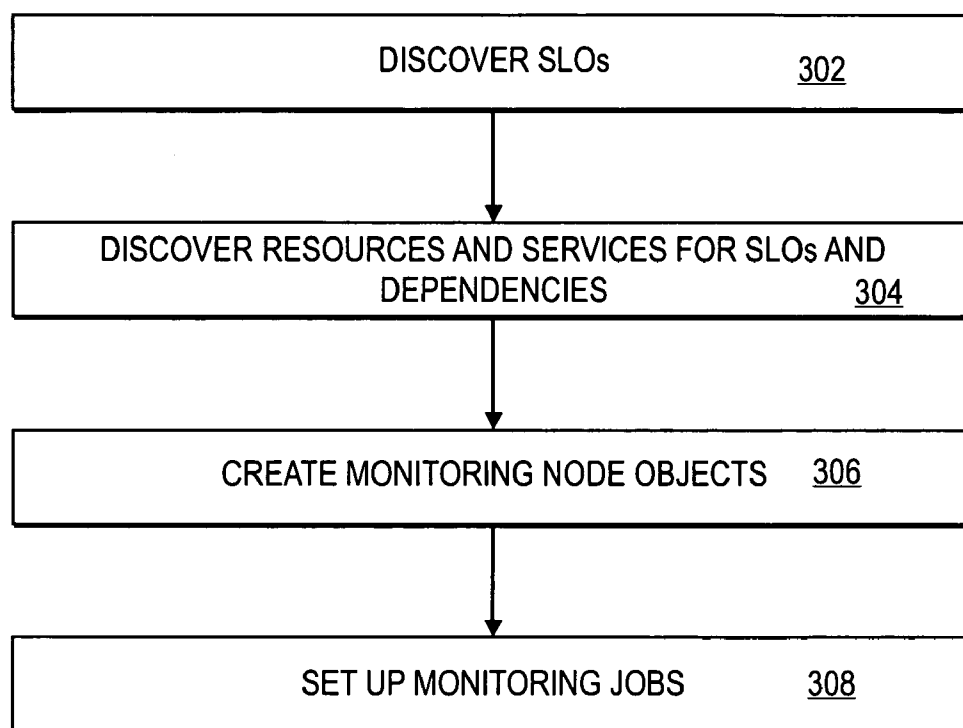 DISCOVER SLOs 302
DISCOVER RESOURCES AND SERVICES FOR SLOs AND
DEPENDENCIES 304
CREATE MONITORING NODE OBJECTS 306
SET UP MONITORING JOBS 308